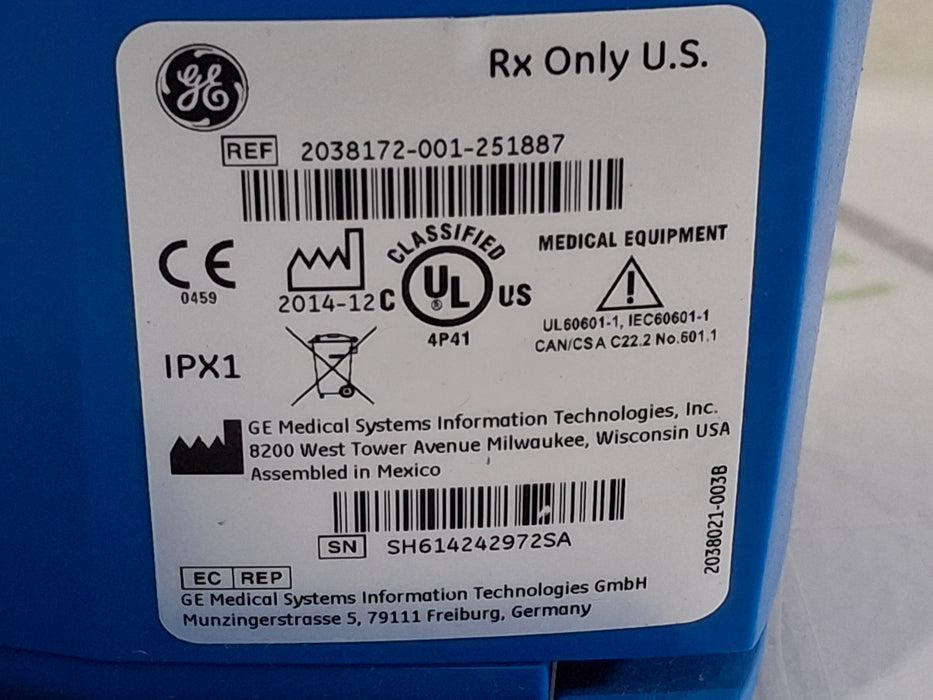 GE
Rx Only U.S.
REF 2038172-001-251887
CE
0459
2014-12
CLASSIFIED
C UL® US
4P41
MEDICAL EQUIPMENT
!
UL60601-1, IEC60601-1
CAN/CSA C22.2 No.601.1
IPX1
GE Medical Systems Information Technologies, Inc.
8200 West Tower Avenue Milwaukee, Wisconsin USA
Assembled in Mexico
SN SH614242972SA
2038021-003B
EC REP
GE Medical Systems Information Technologies GmbH
Munzingerstrasse 5, 79111 Freiburg, Germany